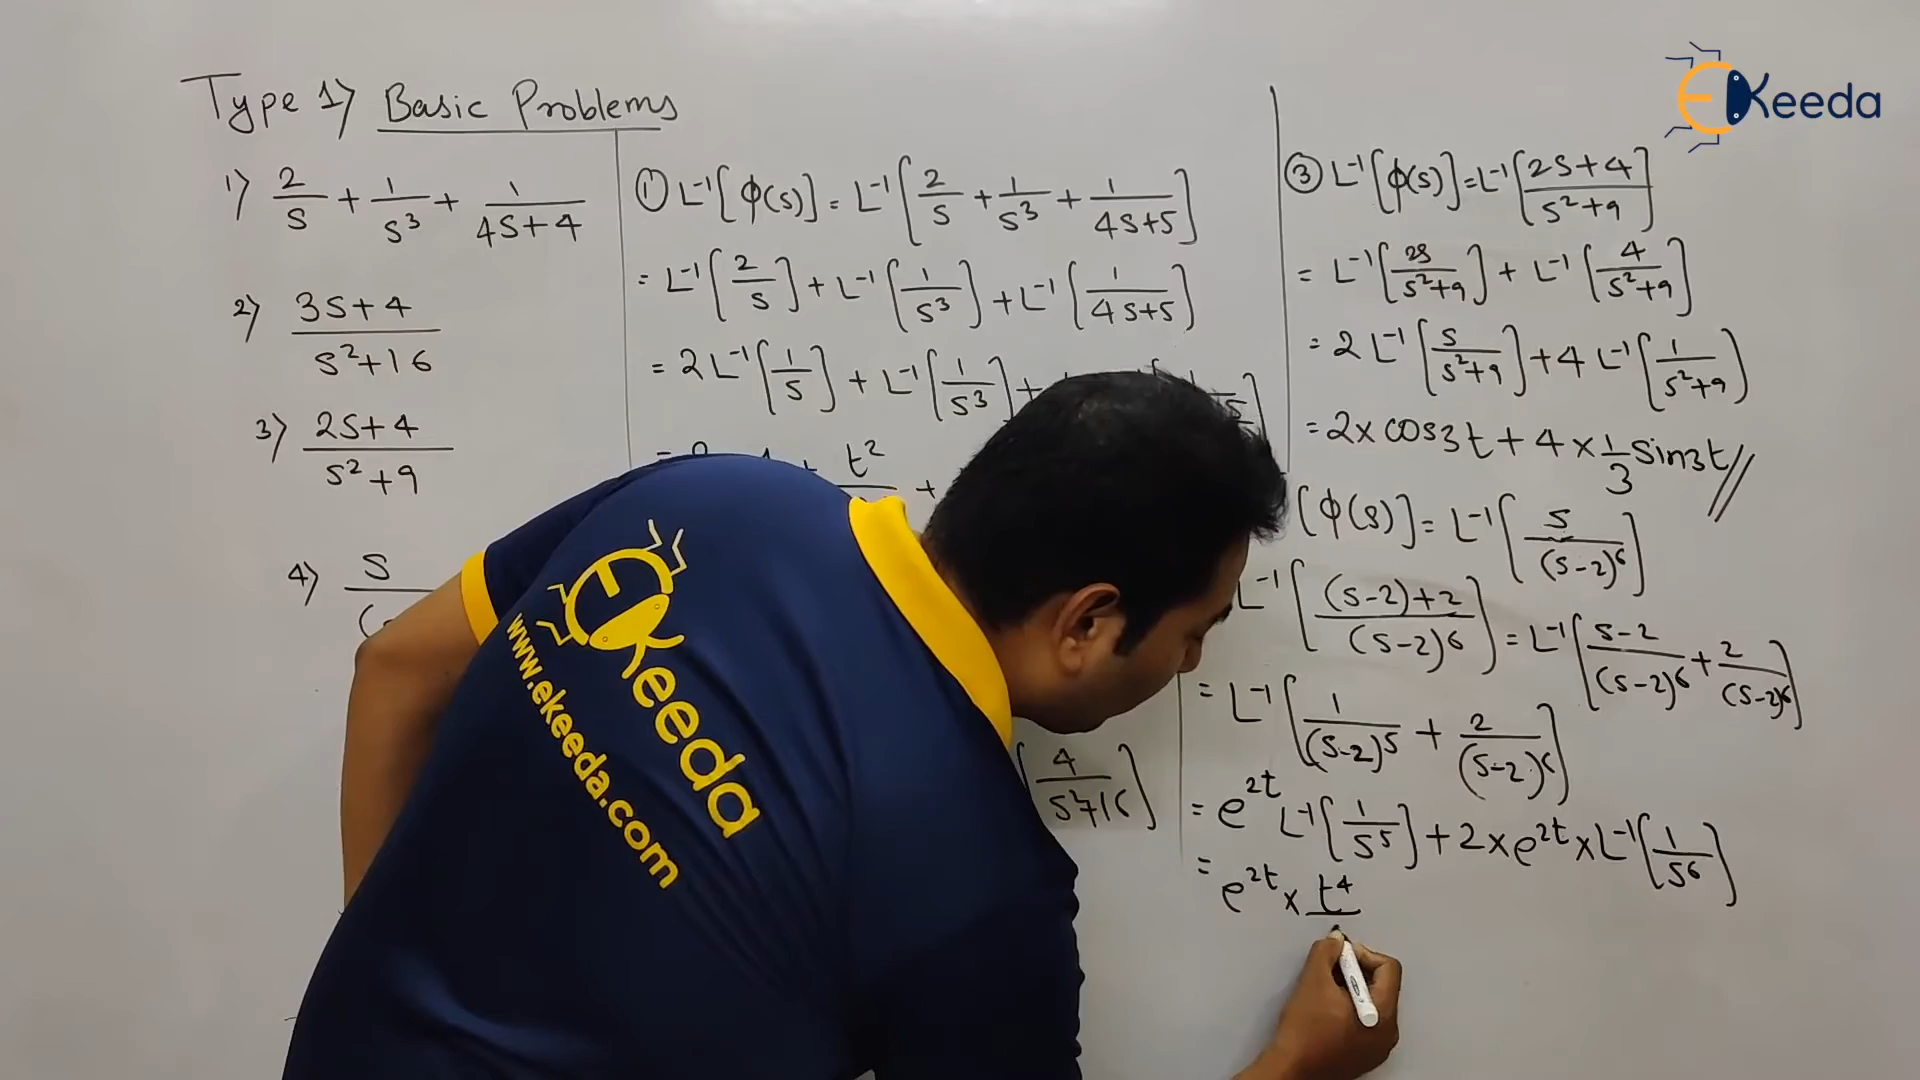 Type 1) Basic Problems
1) 2/s + 1/s³ + 1/4s+4
2) 3s+4/s²+16
3) 2s+4/s²+9
4) s
① L⁻¹[φ(s)] = L⁻¹[2/s + 1/s³ + 1/4s+5]
= L⁻¹[2/s] + L⁻¹[1/s³] + L⁻¹[1/4s+5]
= 2L⁻¹[1/s] + L⁻¹[1/s³] +
t² +
[4/s²+16]
③ L⁻¹[φ(s)] = L⁻¹[2s+4/s²+9]
= L⁻¹[2s/s²+9] + L⁻¹[4/s²+9]
= 2L⁻¹[s/s²+9] + 4L⁻¹[1/s²+9]
= 2×cos3t + 4×1/3 sin3t //
[φ(s)] = L⁻¹[s/(s-2)⁶]
L⁻¹[(s-2)+2/(s-2)⁶] = L⁻¹[s-2/(s-2)⁶ + 2/(s-2)⁶]
= L⁻¹[1/(s-2)⁵ + 2/(s-2)⁶]
= e²ᵗ L⁻¹[1/s⁵] + 2×e²ᵗ×L⁻¹[1/s⁶]
= e²ᵗ × t⁴
EKeeda
EKeeda
www.ekeeda.com